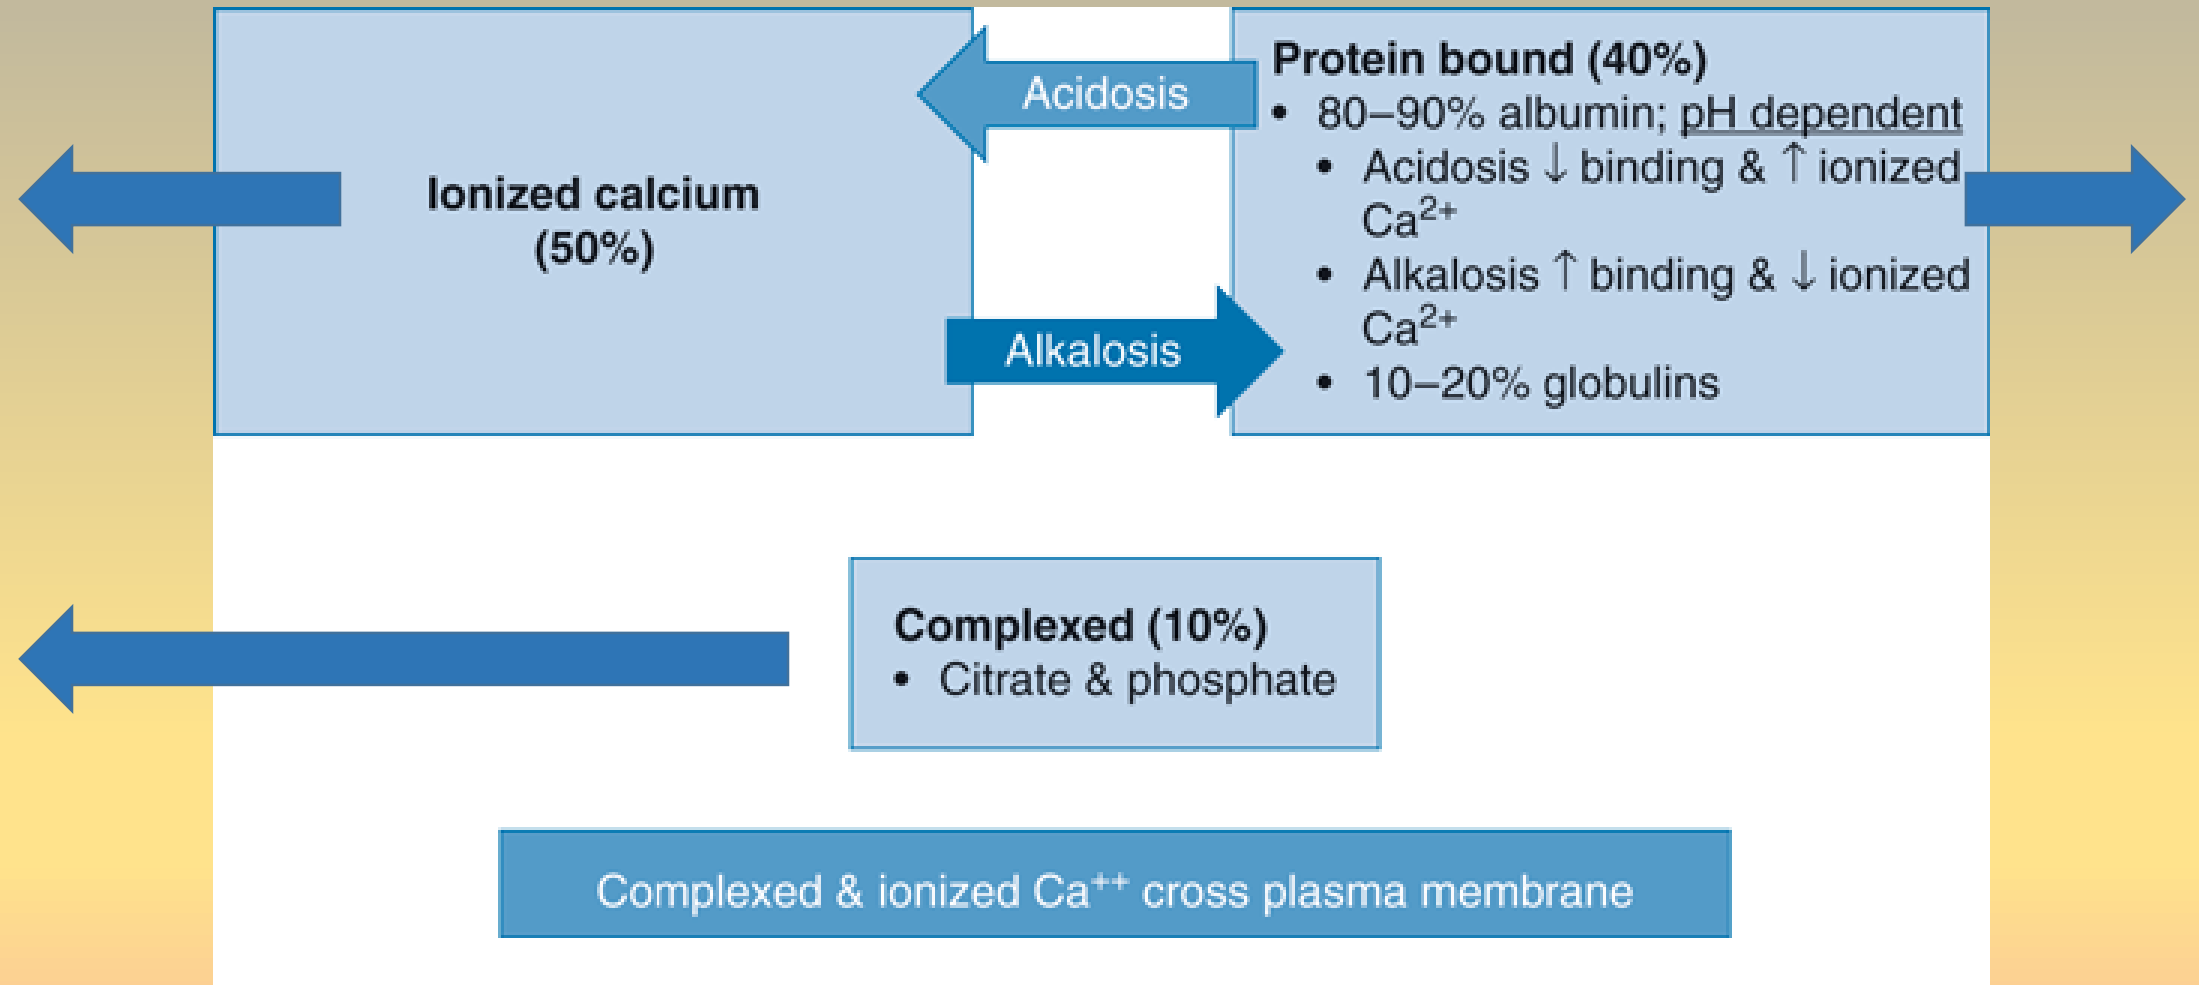 Ionized calcium
(50%)
Acidosis
Alkalosis
Protein bound (40%)
• 80–90% albumin; pH dependent
• Acidosis ↓ binding & ↑ ionized
Ca²⁺
• Alkalosis ↑ binding & ↓ ionized
Ca²⁺
• 10–20% globulins
Complexed (10%)
• Citrate & phosphate
Complexed & ionized Ca⁺⁺ cross plasma membrane